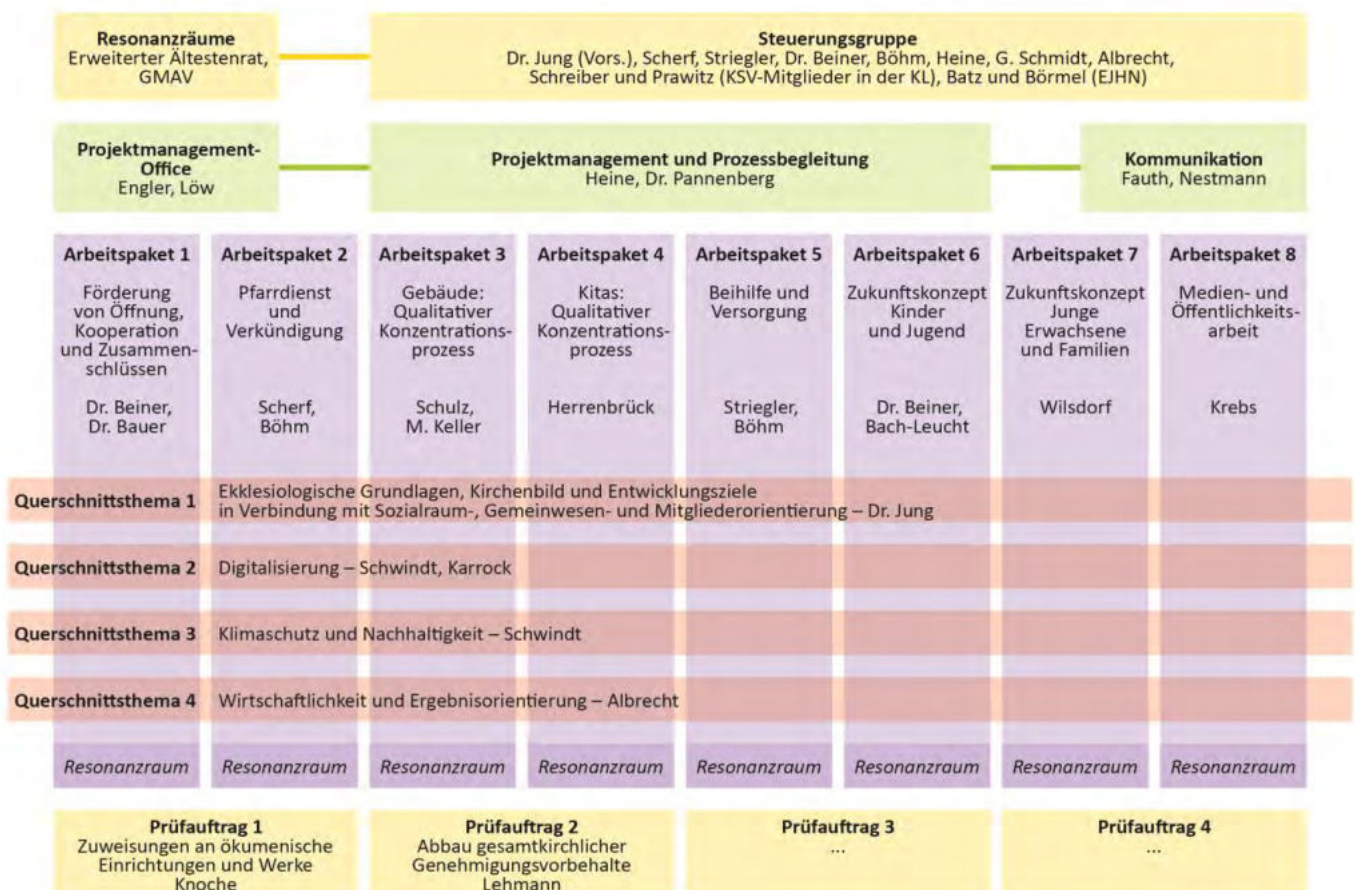 Resonanzräume
Erweiterter Ältestenrat,
GMAV
Steuerungsgruppe
Dr. Jung (Vors.), Scherf, Striegler, Dr. Beiner, Böhm, Heine, G. Schmidt, Albrecht,
Schreiber und Prawitz (KSV-Mitglieder in der KL), Batz und Börmel (EJHN)
Projektmanagement-
Office
Engler, Löw
Projektmanagement und Prozessbegleitung
Heine, Dr. Pannenberg
Kommunikation
Fauth, Nestmann
Arbeitspaket 1
Förderung
von Öffnung,
Kooperation
und Zusammen-
schlüssen
Dr. Beiner,
Dr. Bauer
Arbeitspaket 2
Pfarrdienst
und
Verkündigung
Scherf,
Böhm
Arbeitspaket 3
Gebäude:
Qualitativer
Konzentrations-
prozess
Schulz,
M. Keller
Arbeitspaket 4
Kitas:
Qualitativer
Konzentrations-
prozess
Herrenbrück
Arbeitspaket 5
Beihilfe und
Versorgung
Striegler,
Böhm
Arbeitspaket 6
Zukunftskonzept
Kinder
und Jugend
Dr. Beiner,
Bach-Leucht
Arbeitspaket 7
Zukunftskonzept
Junge
Erwachsene
und Familien
Wilsdorf
Arbeitspaket 8
Medien- und
Öffentlichkeits-
arbeit
Krebs
Querschnittsthema 1
Ekklesiologische Grundlagen, Kirchenbild und Entwicklungsziele
in Verbindung mit Sozialraum-, Gemeinwesen- und Mitgliederorientierung – Dr. Jung
Querschnittsthema 2
Digitalisierung – Schwindt, Karrock
Querschnittsthema 3
Klimaschutz und Nachhaltigkeit – Schwindt
Querschnittsthema 4
Wirtschaftlichkeit und Ergebnisorientierung – Albrecht
Resonanzraum
Resonanzraum
Resonanzraum
Resonanzraum
Resonanzraum
Resonanzraum
Resonanzraum
Resonanzraum
Prüfauftrag 1
Zuweisungen an ökumenische
Einrichtungen und Werke
Knoche
Prüfauftrag 2
Abbau gesamtkirchlicher
Genehmigungsvorbehalte
Lehmann
Prüfauftrag 3
...
Prüfauftrag 4
...